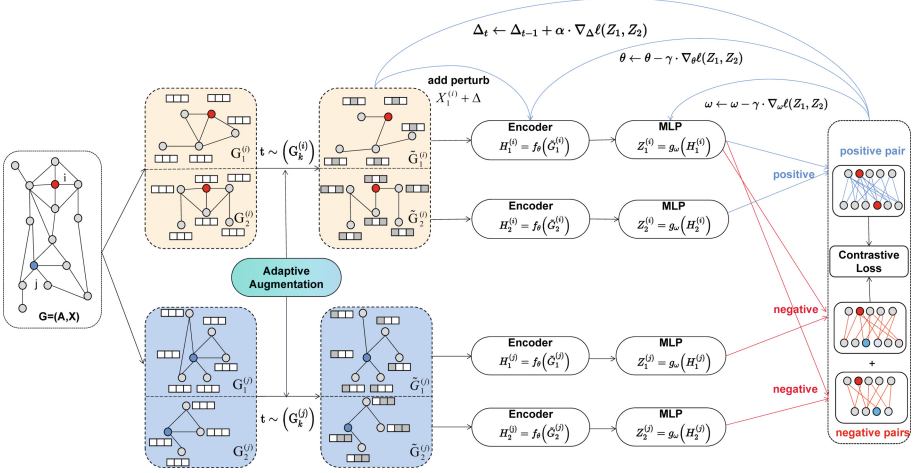 Δ_t ← Δ_{t−1} + α · ∇_Δ ℓ(Z_1, Z_2)
θ ← θ − γ · ∇_θ ℓ(Z_1, Z_2)
ω ← ω − γ · ∇_ω ℓ(Z_1, Z_2)
add perturb
X_1^{(i)} + Δ
i
j
G=(A,X)
G_1^{(i)}
G_2^{(i)}
t ∼ (G_k^{(i)})
G̃_1^{(i)}
G̃_2^{(i)}
Encoder
H_1^{(i)} = f_θ(G̃_1^{(i)})
MLP
Z_1^{(i)} = g_ω(H_1^{(i)})
Encoder
H_2^{(i)} = f_θ(G̃_2^{(i)})
MLP
Z_2^{(i)} = g_ω(H_2^{(i)})
positive
positive pair
Adaptive
Augmentation
Contrastive
Loss
G_1^{(j)}
G_2^{(j)}
t ∼ (G_k^{(j)})
G̃_1^{(j)}
G̃_2^{(j)}
Encoder
H_1^{(j)} = f_θ(G̃_1^{(j)})
MLP
Z_1^{(j)} = g_ω(H_1^{(j)})
Encoder
H_2^{(j)} = f_θ(G̃_2^{(j)})
MLP
Z_2^{(j)} = g_ω(H_2^{(j)})
negative
negative
+
negative pairs